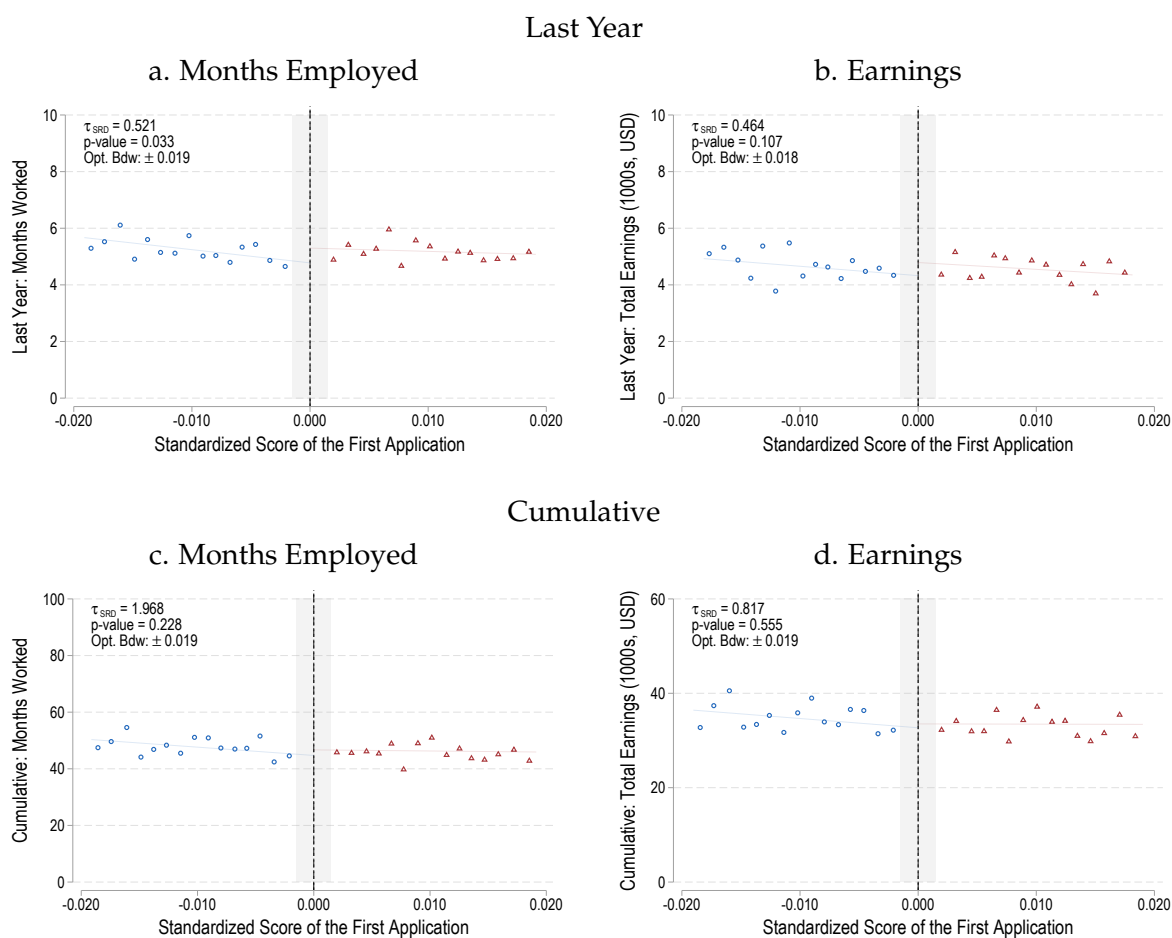 Last Year
a. Months Employed
τSRD = 0.521
p-value = 0.033
Opt. Bdw: ± 0.019
Last Year: Months Worked
10
8
6
4
2
0
-0.020 -0.010 0.000 0.010 0.020
Standardized Score of the First Application
b. Earnings
τSRD = 0.464
p-value = 0.107
Opt. Bdw: ± 0.018
Last Year: Total Earnings (1000s, USD)
10
8
6
4
2
0
-0.020 -0.010 0.000 0.010 0.020
Standardized Score of the First Application
Cumulative
c. Months Employed
τSRD = 1.968
p-value = 0.228
Opt. Bdw: ± 0.019
Cumulative: Months Worked
100
80
60
40
20
0
-0.020 -0.010 0.000 0.010 0.020
Standardized Score of the First Application
d. Earnings
τSRD = 0.817
p-value = 0.555
Opt. Bdw: ± 0.019
Cumulative: Total Earnings (1000s, USD)
60
40
20
0
-0.020 -0.010 0.000 0.010 0.020
Standardized Score of the First Application